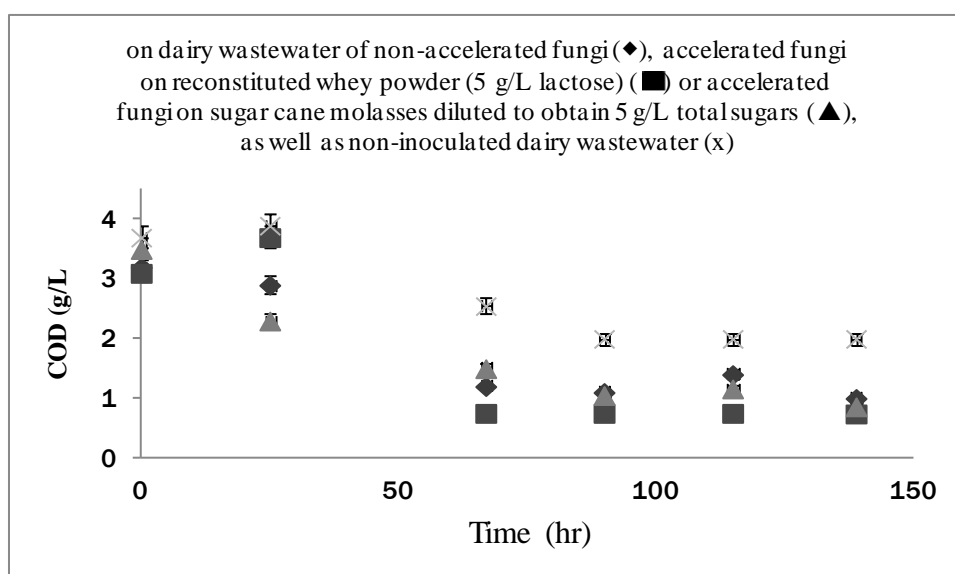 on dairy wastewater of non-accelerated fungi (◆), accelerated fungi
on reconstituted whey powder (5 g/L lactose) (■) or accelerated
fungi on sugar cane molasses diluted to obtain 5 g/L total sugars (▲),
as well as non-inoculated dairy wastewater (x)
4
3
2
1
0
COD (g/L
0
50
100
150
Time (hr)